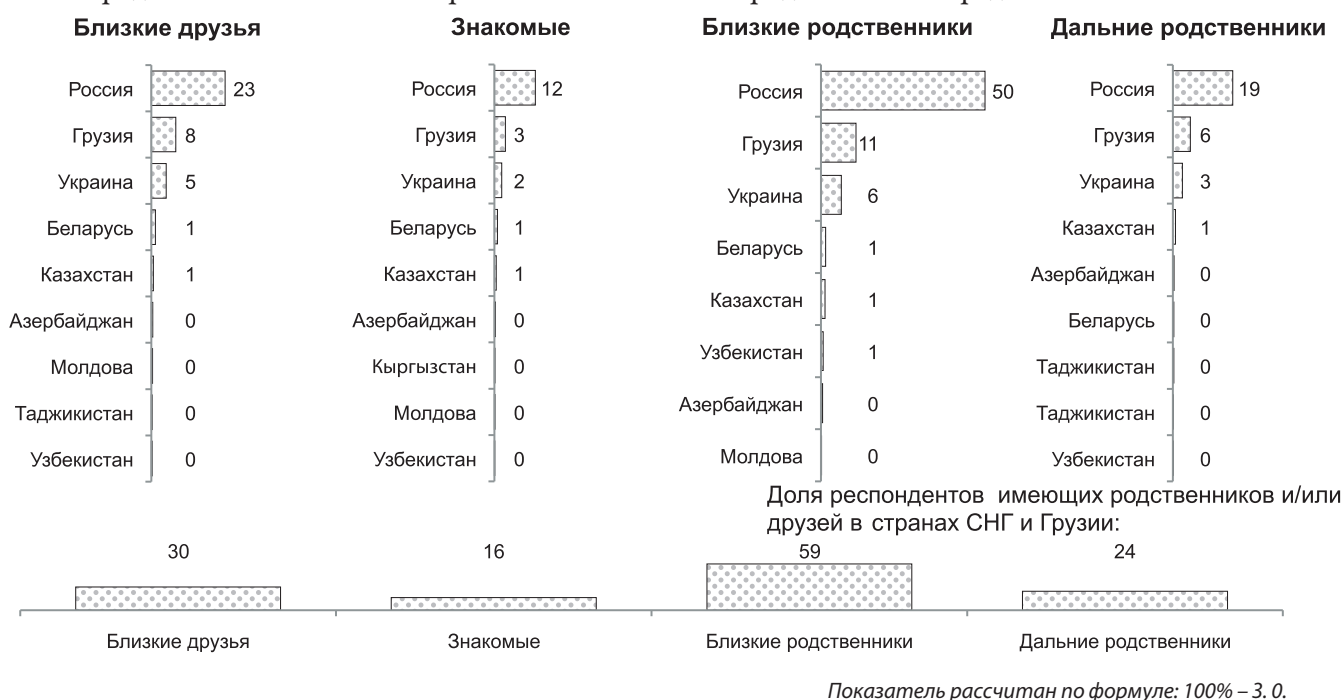 Близкие друзья
Россия 23
Грузия 8
Украина 5
Беларусь 1
Казахстан 1
Азербайджан 0
Молдова 0
Таджикистан 0
Узбекистан 0
Знакомые
Россия 12
Грузия 3
Украина 2
Беларусь 1
Казахстан 1
Азербайджан 0
Кыргызстан 0
Молдова 0
Узбекистан 0
Близкие родственники
Россия 50
Грузия 11
Украина 6
Беларусь 1
Казахстан 1
Узбекистан 1
Азербайджан 0
Молдова 0
Дальние родственники
Россия 19
Грузия 6
Украина 3
Казахстан 1
Азербайджан 0
Беларусь 0
Таджикистан 0
Таджикистан 0
Узбекистан 0
Доля респондентов имеющих родственников и/или
друзей в странах СНГ и Грузии:
30 16 59 24
Близкие друзья Знакомые Близкие родственники Дальние родственники
Показатель рассчитан по формуле: 100% – 3. 0.